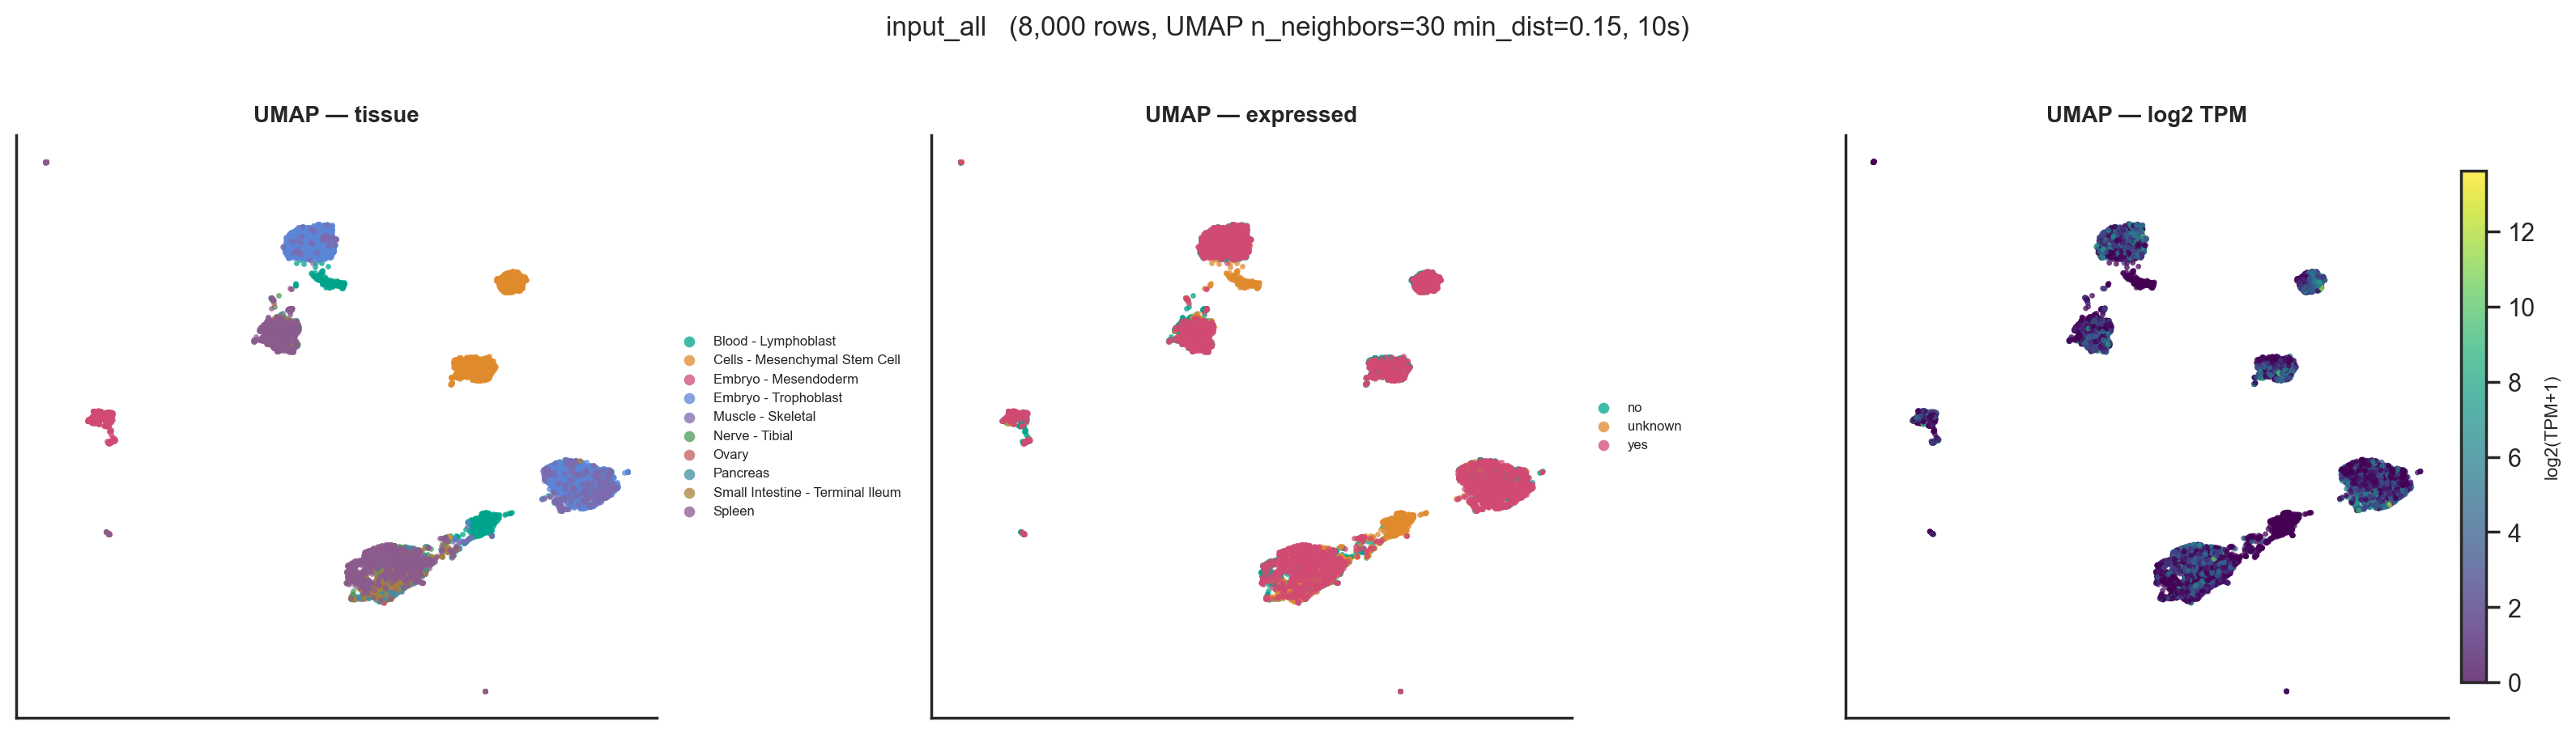 input_all   (8,000 rows, UMAP n_neighbors=30 min_dist=0.15, 10s)
UMAP — tissue
Blood - Lymphoblast
Cells - Mesenchymal Stem Cell
Embryo - Mesendoderm
Embryo - Trophoblast
Muscle - Skeletal
Nerve - Tibial
Ovary
Pancreas
Small Intestine - Terminal Ileum
Spleen
UMAP — expressed
no
unknown
yes
UMAP — log2 TPM
12
10
8
6
4
2
0
log2(TPM+1)